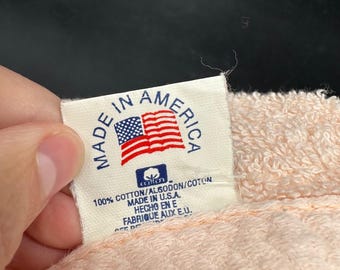 MADE IN AMERICA
100% COTTON/ALGODON/COTON
MADE IN U.S.A.
HECHO EN E
FABRIQUE AUX E.U.